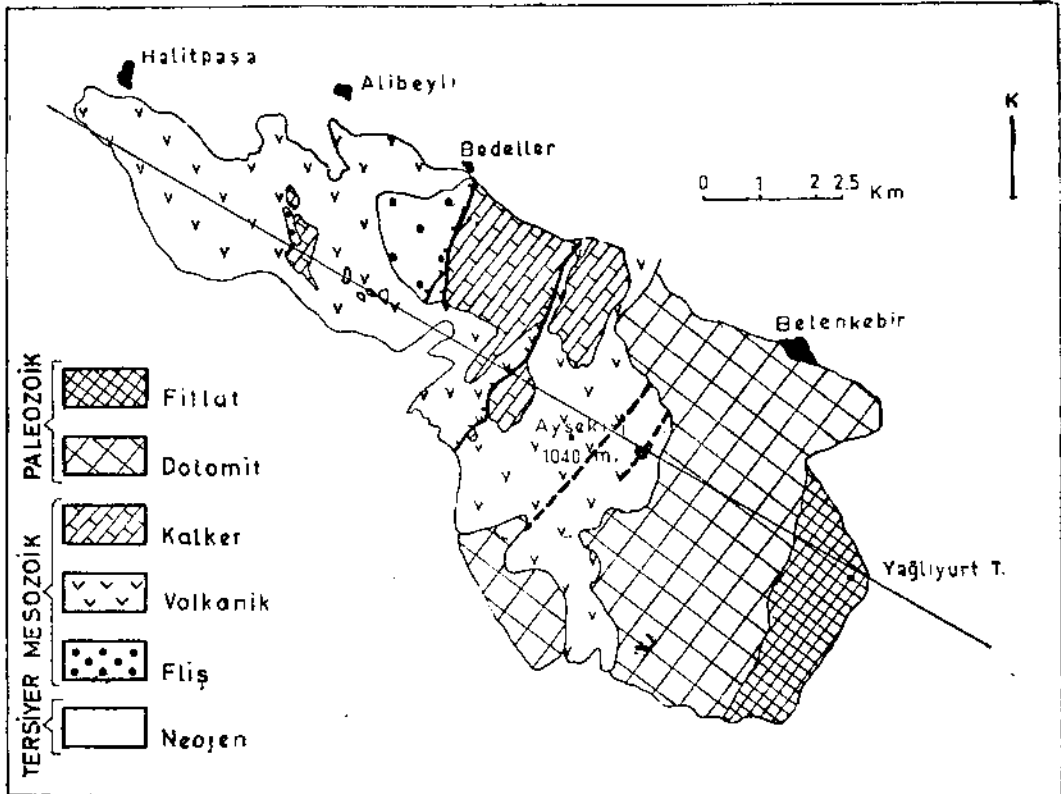 Halitpaşa
Alibeyli
K
Bedeller
0 1 2 2.5 Km
Belenkebir
PALEOZOİK
Fillat
Dolomit
Ayşekızı
1040 m.
MESOZOİK
Kalker
Volkanik
Fliş
Yağlıyurt T.
TERSİYER
Neojen